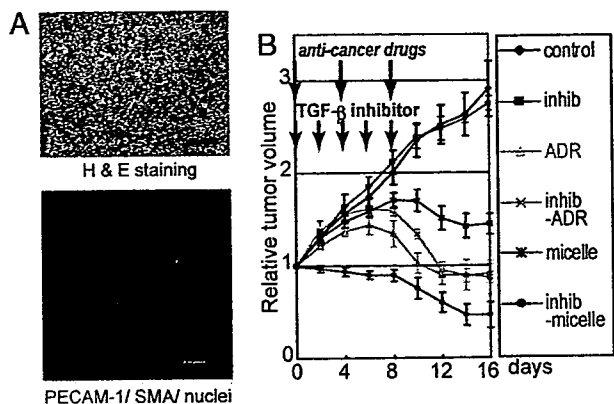 A
H & E staining
PECAM-1/ SMA/ nuclei
B
anti-cancer drugs
TGF-β inhibitor
Relative tumor volume
3
2
1
0
0 4 8 12 16 days
control
inhib
ADR
inhib
-ADR
micelle
inhib
-micelle